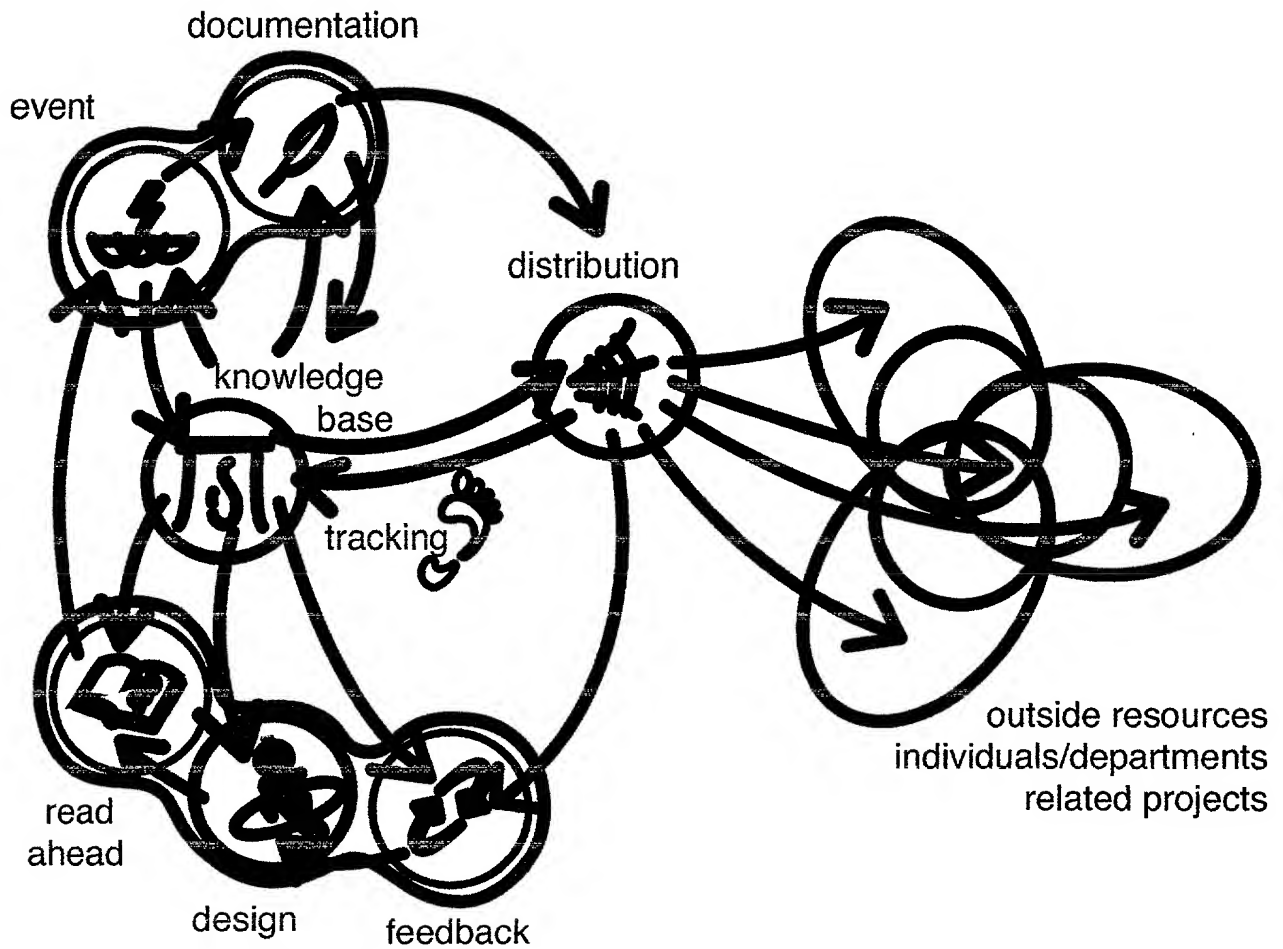 documentation
event
distribution
knowledge
base
tracking
outside resources
individuals/departments
related projects
read
ahead
design
feedback